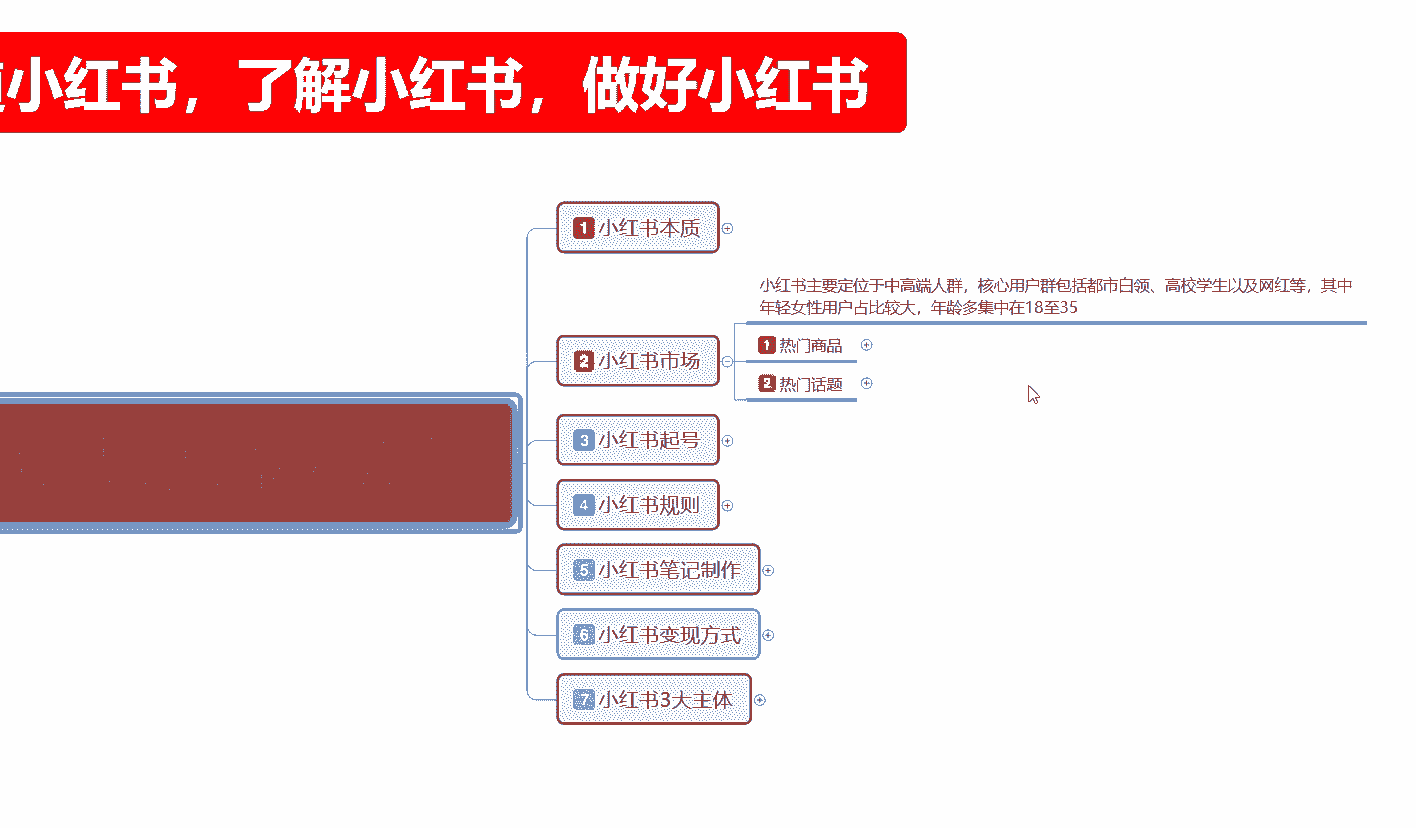 小红书，了解小红书，做好小红书
1 小红书本质
小红书主要定位于中高端人群，核心用户群包括都市白领、高校学生以及网红等，其中
年轻女性用户占比较大，年龄多集中在18至35
2 小红书市场
1 热门商品
2 热门话题
3 小红书起号
4 小红书规则
5 小红书笔记制作
6 小红书变现方式
7 小红书3大主体